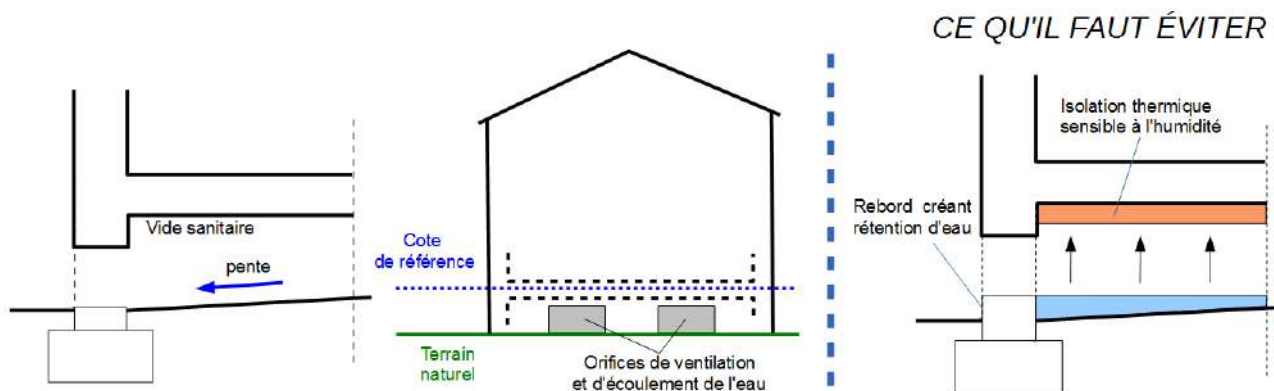 CE QU'IL FAUT ÉVITER
Vide sanitaire
pente
Cote
de référence
Terrain
naturel
Orifices de ventilation
et d'écoulement de l'eau
Isolation thermique
sensible à l'humidité
Rebord créant
rétention d'eau